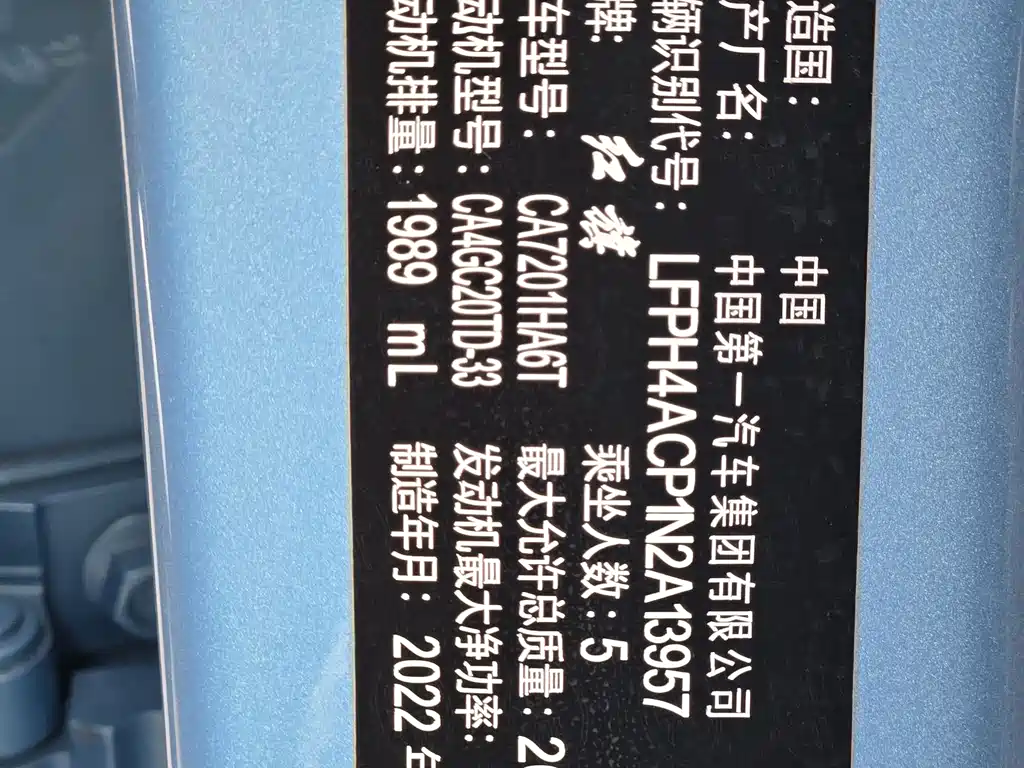 造国: 中国
产厂名: 中国第一汽车集团有限公司
辆识别代号: LFPH4ACP1N2A13957
牌: 红旗 乘坐人数: 5
车型号: CA7201HA6T 最大允许总质量: 2
动机型号: CA4GC20TD-33 发动机最大净功率:
动机排量: 1989 mL 制造年月: 2022 年